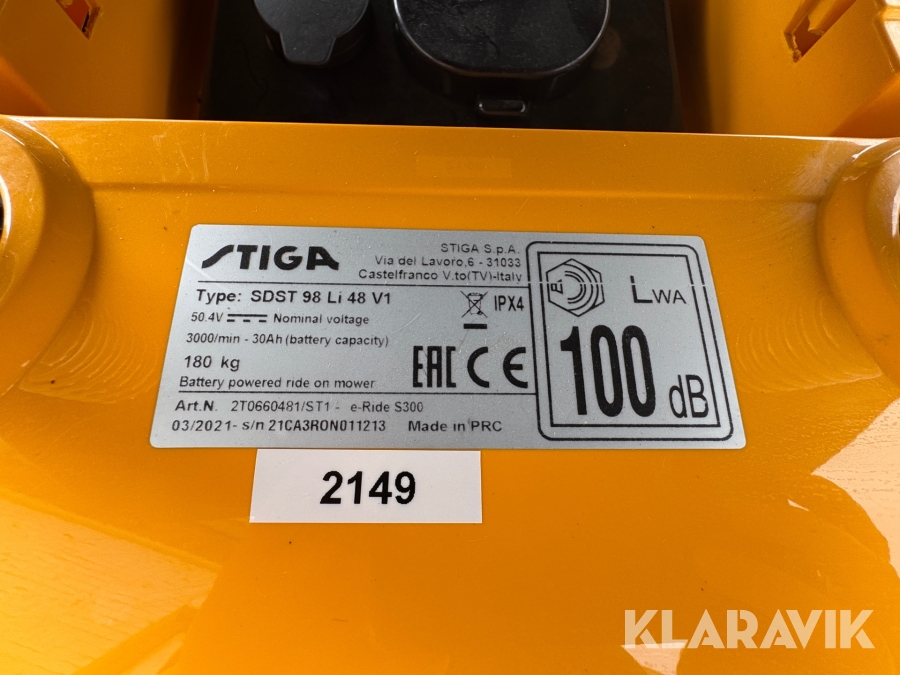 STIGA
STIGA S.p.A.
Via del Lavoro,6 - 31033
Castelfranco V.to(TV)-Italy
Type: SDST 98 Li 48 V1
50.4V Nominal voltage
IPX4
3000/min - 30Ah (battery capacity)
180 kg
EAC CE
Battery powered ride on mower
LWA
100 dB
Art.N. 2T0660481/ST1 - e-Ride S300
03/2021- s/n 21CA3RON011213 Made in PRC
2149
KLARAVIK